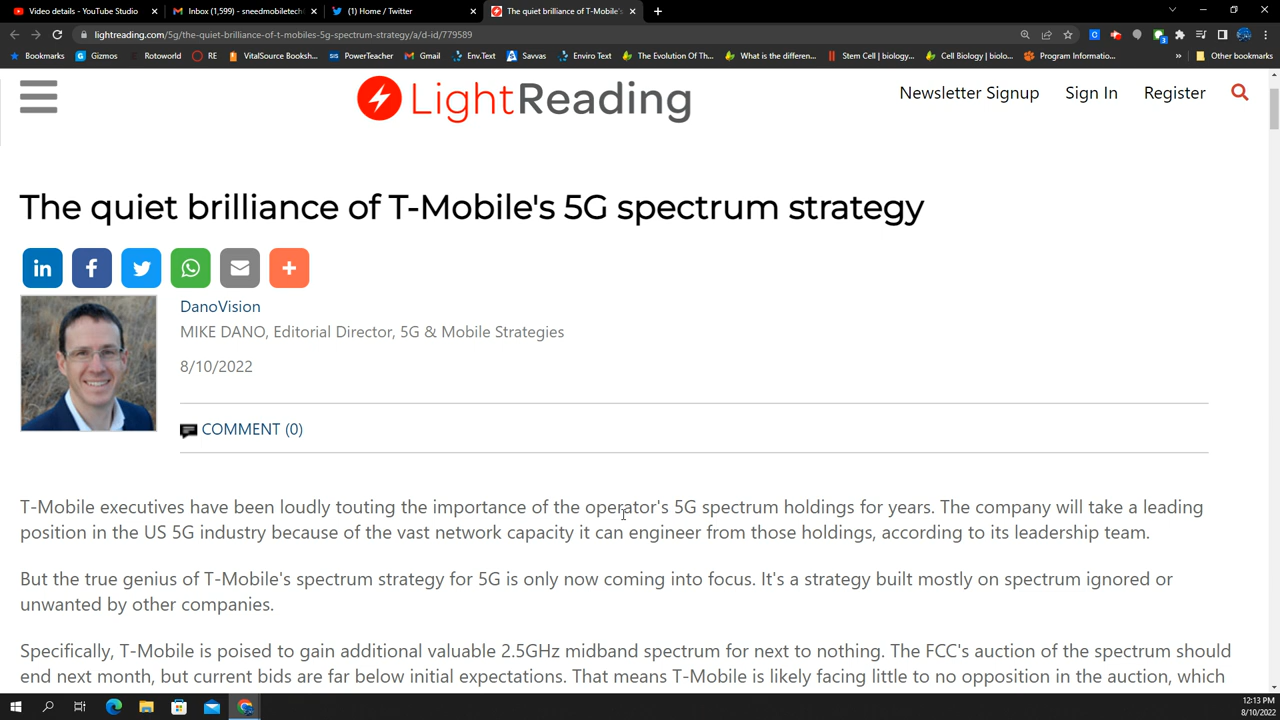 Video details - YouTube Studio
Inbox (1,599) - sneedmobiletech
(1) Home / Twitter
The quiet brilliance of T-Mobile's
lightreading.com/5g/the-quiet-brilliance-of-t-mobiles-5g-spectrum-strategy/a/d-id/779589
Bookmarks Gizmos Rotoworld RE VitalSource Booksh... PowerTeacher Gmail Env.Text Savvas Enviro Text The Evolution Of Th... What is the differen... Stem Cell | biology... Cell Biology | biolo... Program Informatio... » Other bookmarks
LightReading
Newsletter Signup Sign In Register
The quiet brilliance of T-Mobile's 5G spectrum strategy
DanoVision
MIKE DANO, Editorial Director, 5G & Mobile Strategies
8/10/2022
COMMENT (0)
T-Mobile executives have been loudly touting the importance of the operator's 5G spectrum holdings for years. The company will take a leading
position in the US 5G industry because of the vast network capacity it can engineer from those holdings, according to its leadership team.
But the true genius of T-Mobile's spectrum strategy for 5G is only now coming into focus. It's a strategy built mostly on spectrum ignored or
unwanted by other companies.
Specifically, T-Mobile is poised to gain additional valuable 2.5GHz midband spectrum for next to nothing. The FCC's auction of the spectrum should
end next month, but current bids are far below initial expectations. That means T-Mobile is likely facing little to no opposition in the auction, which
12:13 PM
8/10/2022